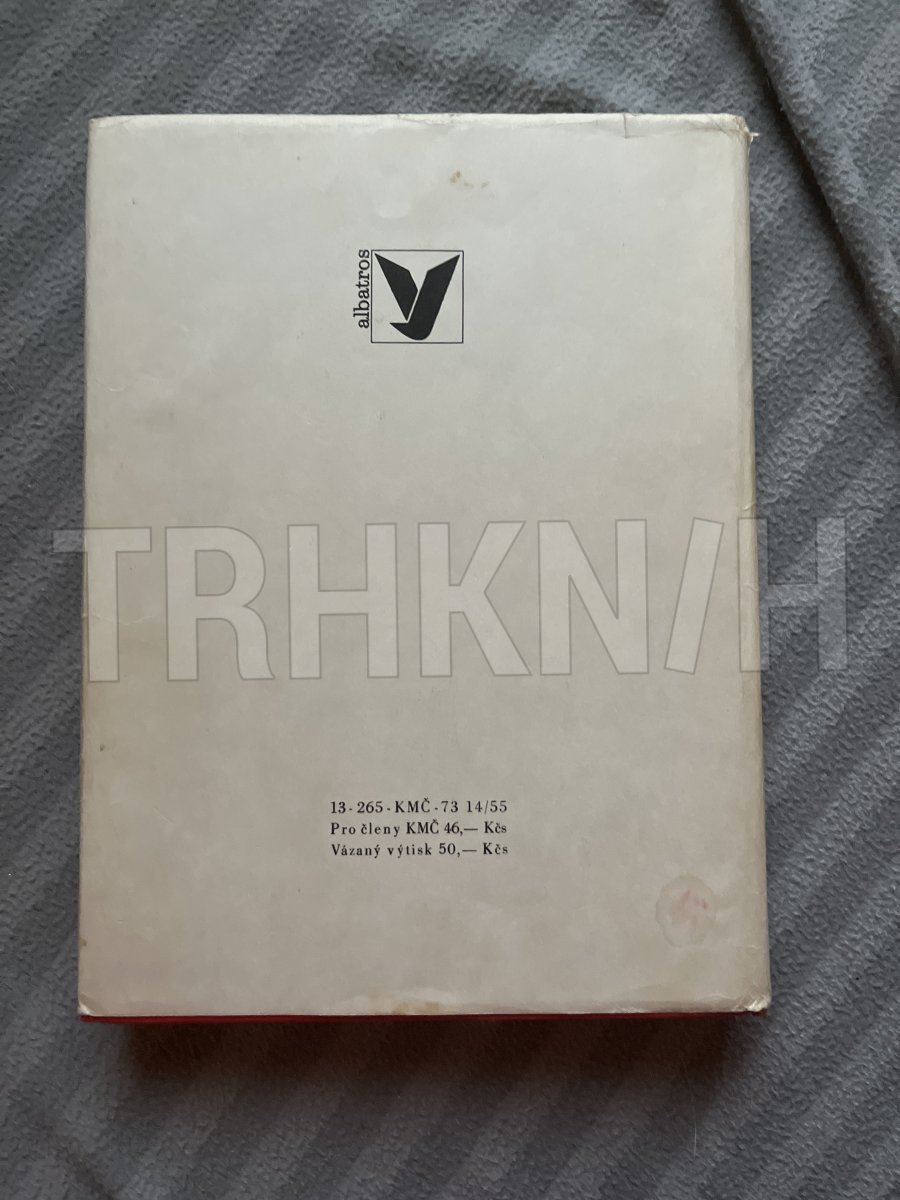 albatros
TRHKNIH
13-265-KMČ-73 14/55
Pro členy KMČ 46,— Kčs
Vázaný výtisk 50,— Kčs